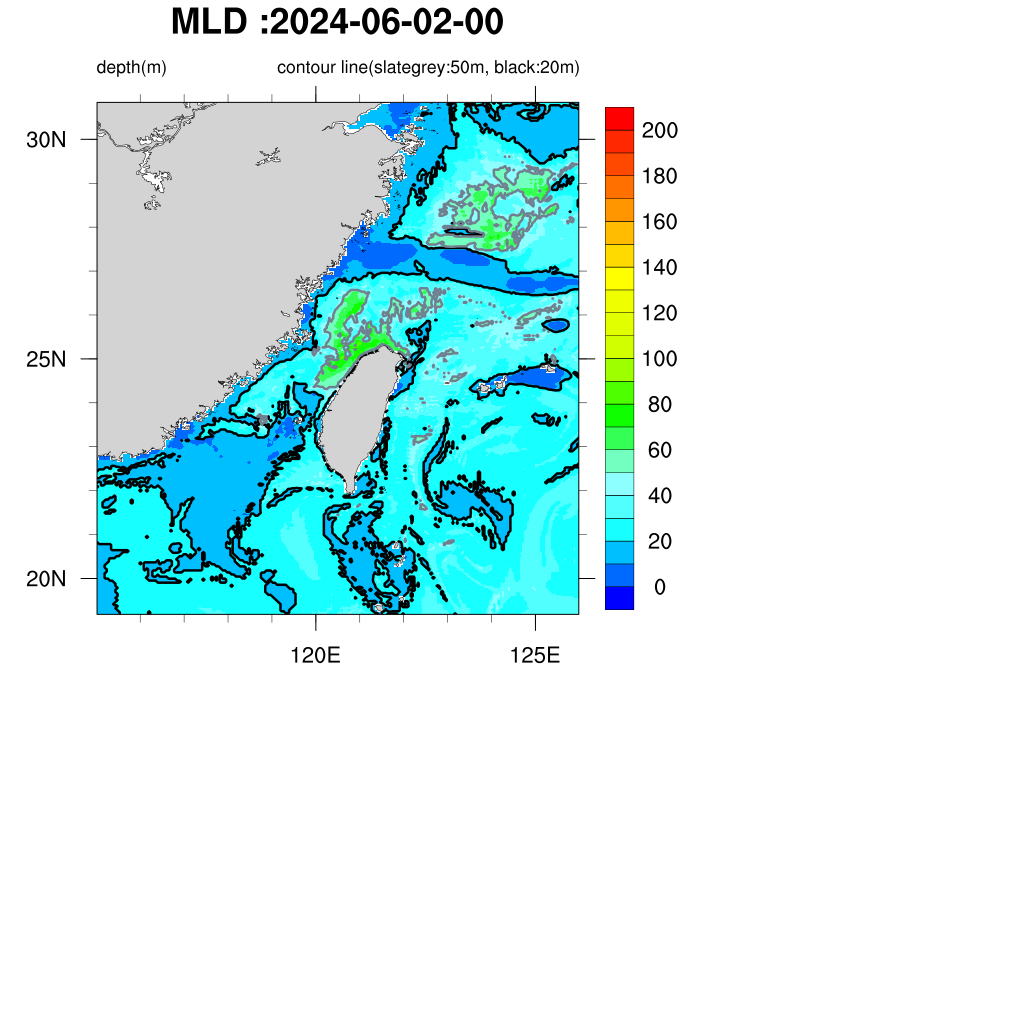 MLD :2024-06-02-00
depth(m)
contour line(slategrey:50m, black:20m)
30N
25N
20N
120E
125E
200
180
160
140
120
100
80
60
40
20
0